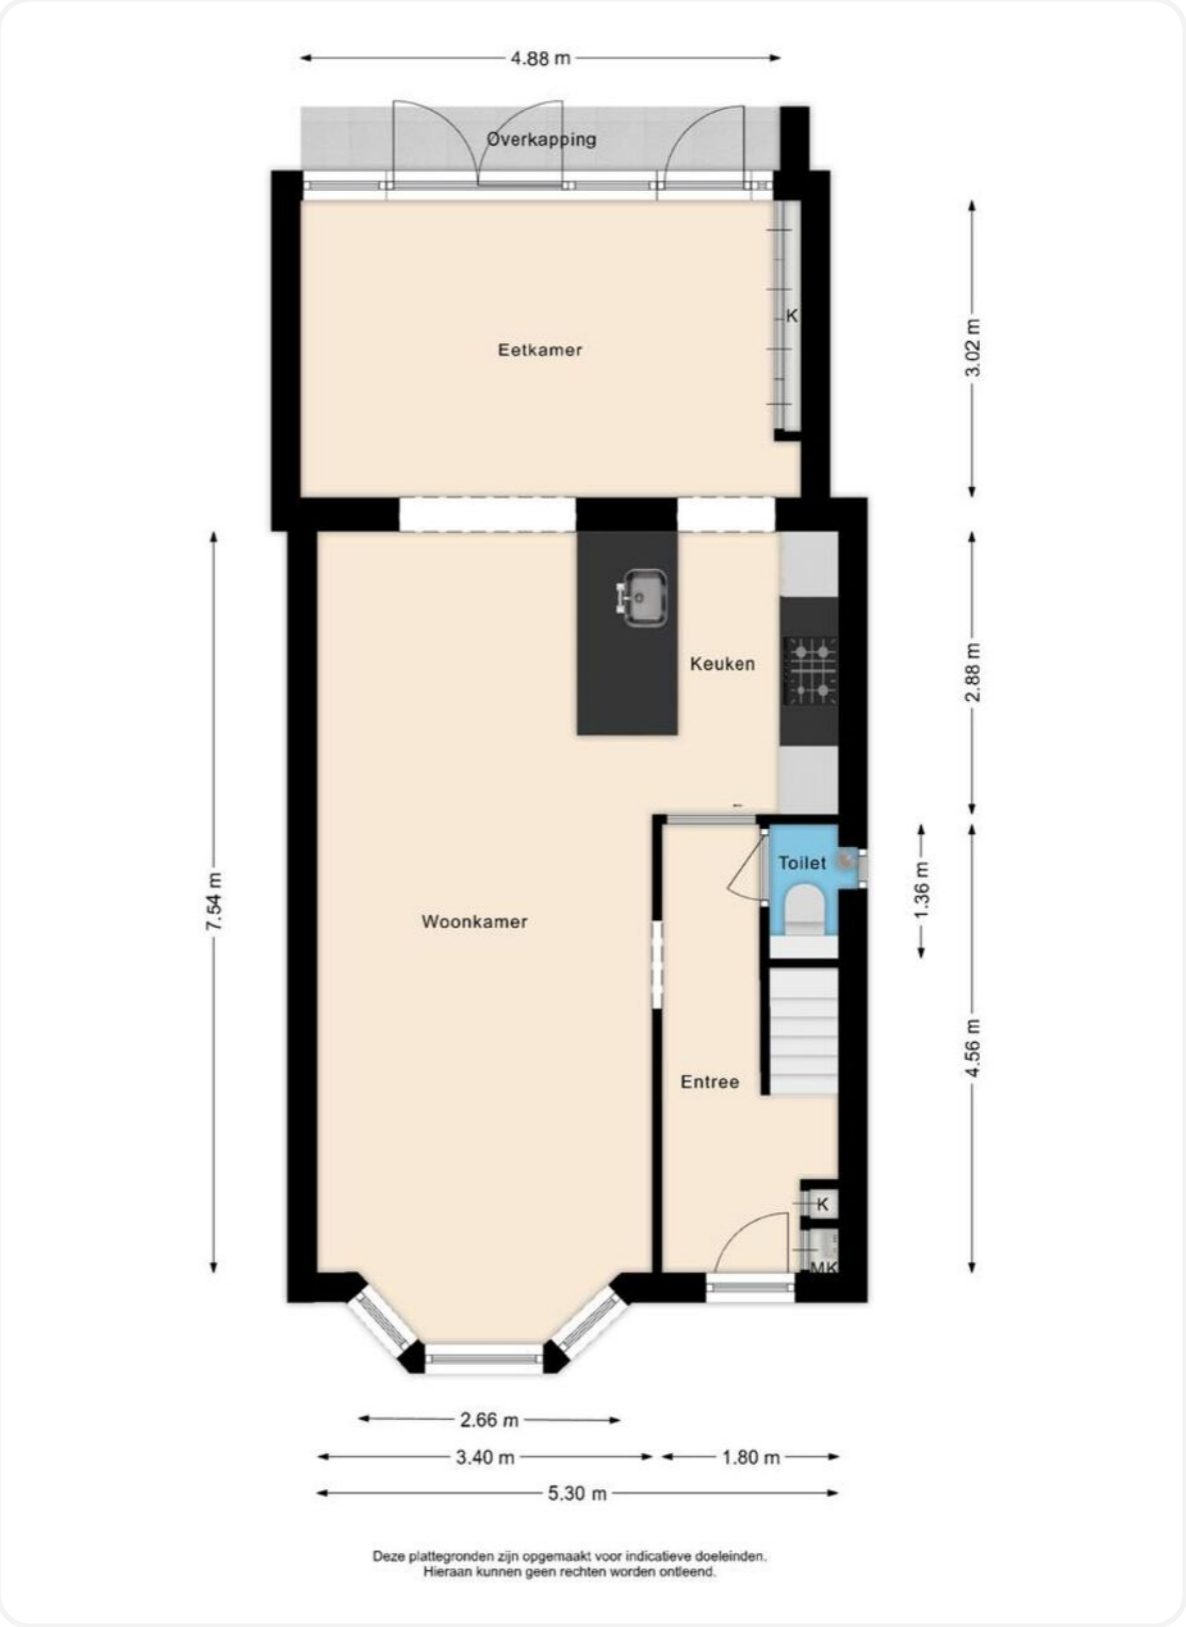 4.88 m
Overkapping
K
3.02 m
Eetkamer
Keuken
2.88 m
Toilet
1.36 m
7.54 m
Woonkamer
4.56 m
Entree
K
MK
2.66 m
3.40 m
1.80 m
5.30 m
Deze plattegronden zijn opgemaakt voor indicatieve doeleinden.
Hieraan kunnen geen rechten worden ontleend.